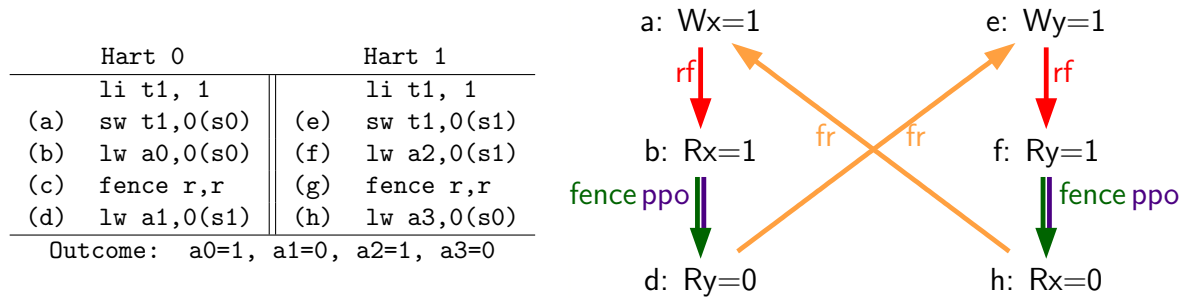 Hart 0 Hart 1
li t1, 1 li t1, 1
(a) sw t1,0(s0) (e) sw t1,0(s1)
(b) lw a0,0(s0) (f) lw a2,0(s1)
(c) fence r,r (g) fence r,r
(d) lw a1,0(s1) (h) lw a3,0(s0)
Outcome: a0=1, a1=0, a2=1, a3=0
a: Wx=1 e: Wy=1
rf rf
fr fr
b: Rx=1 f: Ry=1
fence ppo fence ppo
d: Ry=0 h: Rx=0